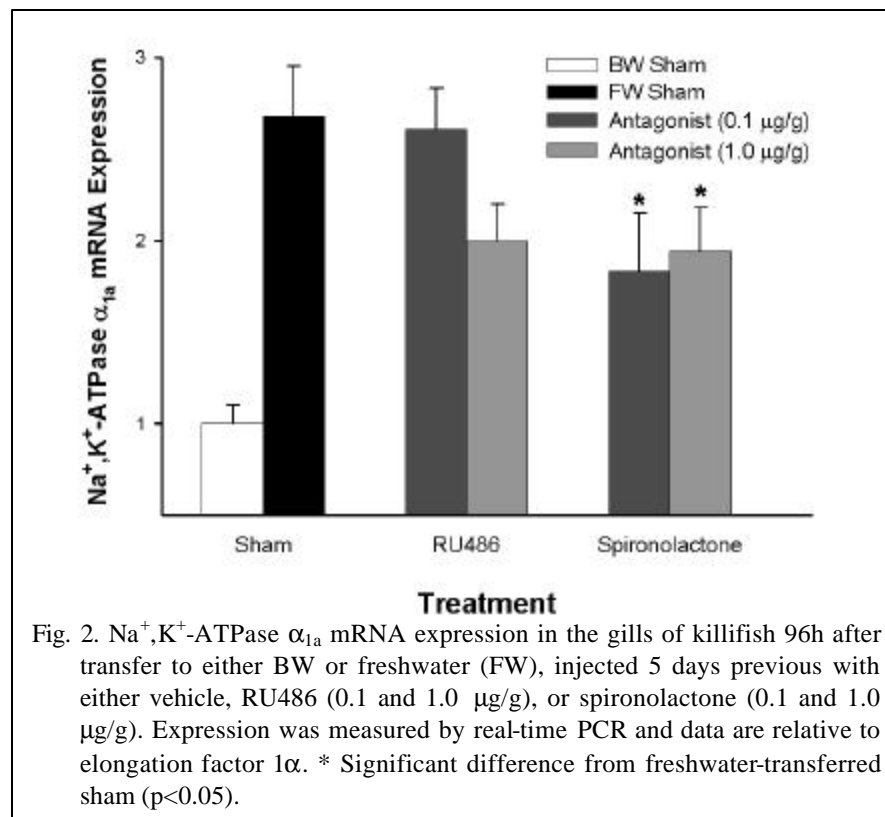 3
2
1
Na⁺,K⁺-ATPase α₁ₐ mRNA Expression
BW Sham
FW Sham
Antagonist (0.1 μg/g)
Antagonist (1.0 μg/g)
* *
Sham RU486 Spironolactone
Treatment
Fig. 2. Na⁺,K⁺-ATPase α₁ₐ mRNA expression in the gills of killifish 96h after
transfer to either BW or freshwater (FW), injected 5 days previous with
either vehicle, RU486 (0.1 and 1.0 μg/g), or spironolactone (0.1 and 1.0
μg/g). Expression was measured by real-time PCR and data are relative to
elongation factor 1α. * Significant difference from freshwater-transferred
sham (p<0.05).